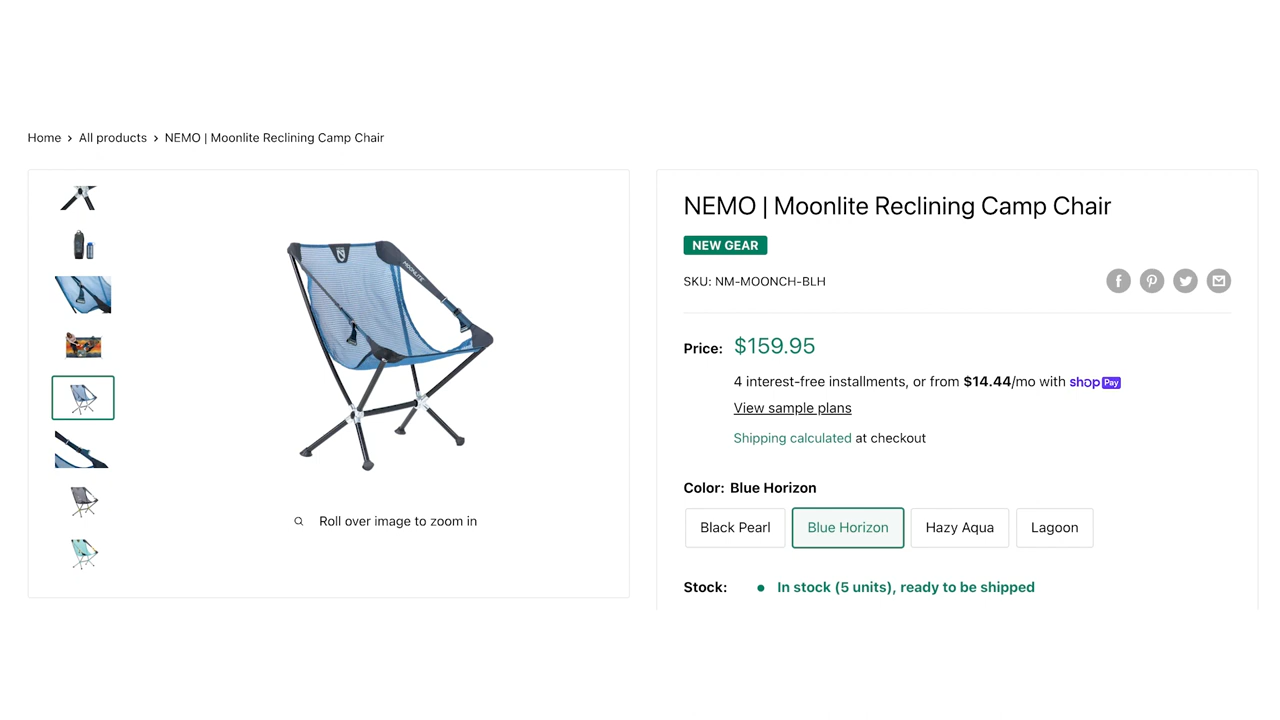 Home › All products › NEMO | Moonlite Reclining Camp Chair
MOONLITE
Roll over image to zoom in
NEMO | Moonlite Reclining Camp Chair
NEW GEAR
SKU: NM-MOONCH-BLH
Price: $159.95
4 interest-free installments, or from $14.44/mo with shop Pay
View sample plans
Shipping calculated at checkout
Color: Blue Horizon
Black Pearl Blue Horizon Hazy Aqua Lagoon
Stock: In stock (5 units), ready to be shipped